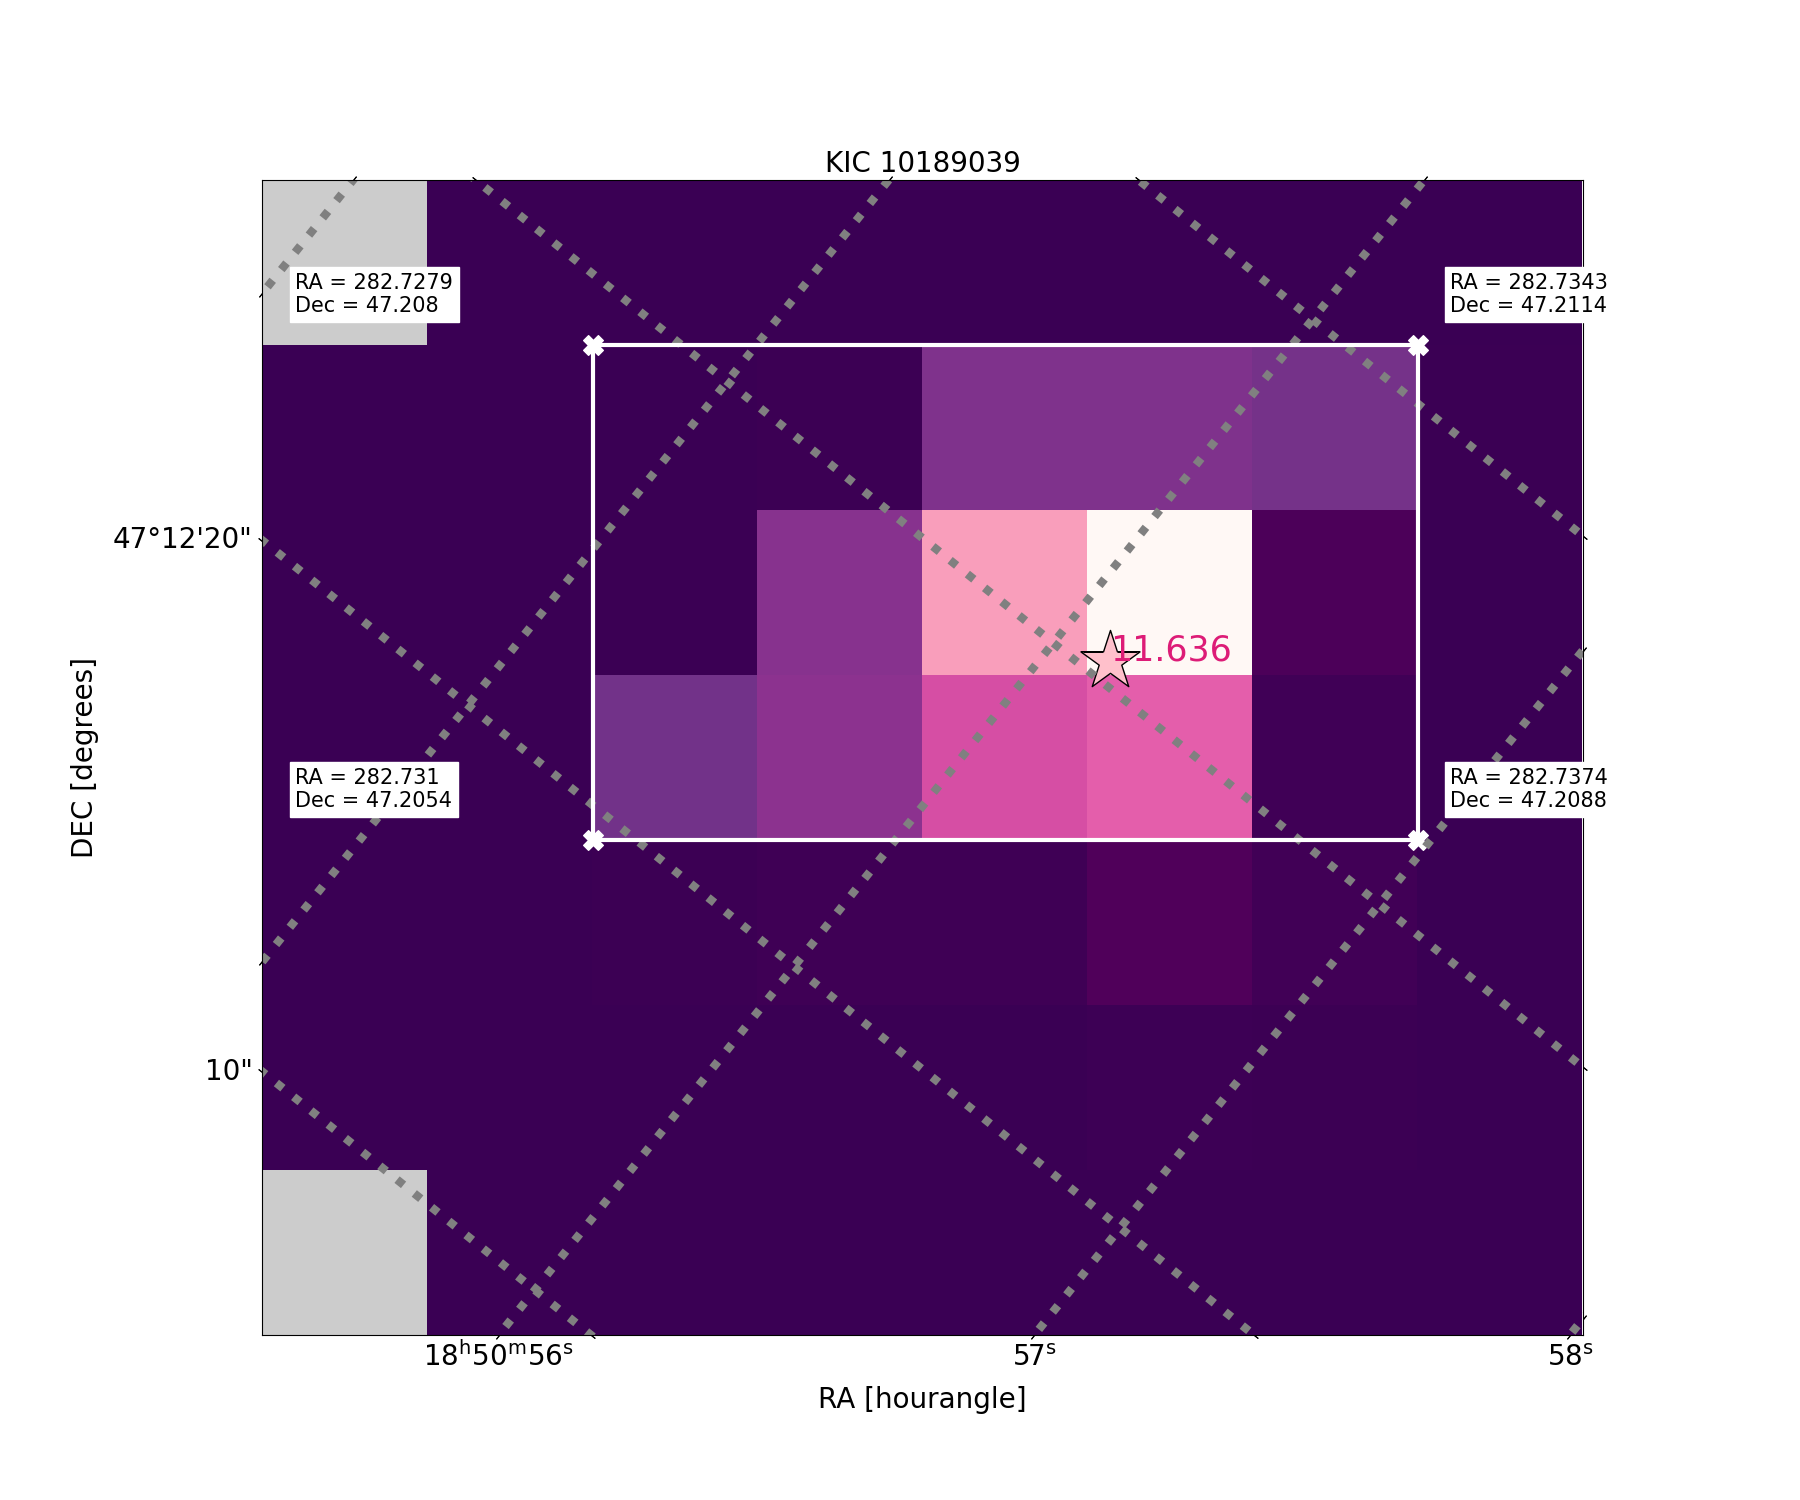 KIC 10189039
RA = 282.7279
Dec = 47.208
RA = 282.7343
Dec = 47.2114
47°12'20"
11.636
DEC [degrees]
RA = 282.731
Dec = 47.2054
RA = 282.7374
Dec = 47.2088
10"
18h50m56s
57s
58s
RA [hourangle]